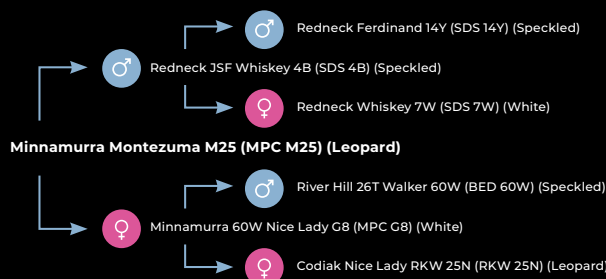 Redneck Ferdinand 14Y (SDS 14Y) (Speckled)
Redneck JSF Whiskey 4B (SDS 4B) (Speckled)
Redneck Whiskey 7W (SDS 7W) (White)
Minnamurra Montezuma M25 (MPC M25) (Leopard)
River Hill 26T Walker 60W (BED 60W) (Speckled)
Minnamurra 60W Nice Lady G8 (MPC G8) (White)
Codiak Nice Lady RKW 25N (RKW 25N) (Leopard)